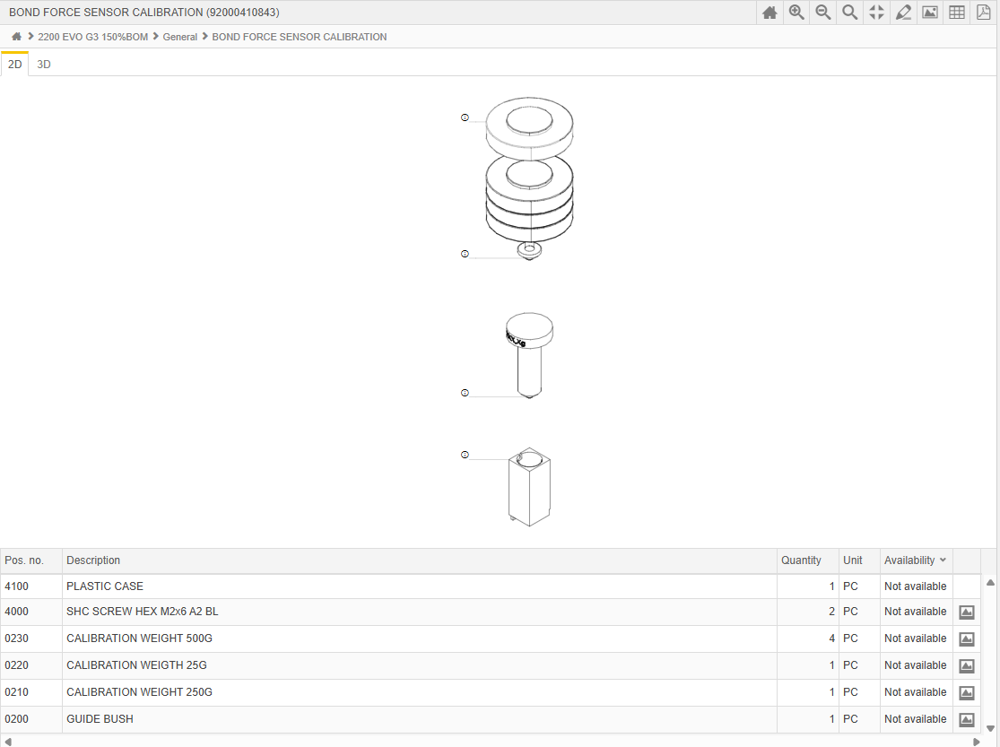 BOND FORCE SENSOR CALIBRATION (92000410843)
2200 EVO G3 150%BOM General BOND FORCE SENSOR CALIBRATION
2D 3D
Pos. no. Description Quantity Unit Availability
4100 PLASTIC CASE 1 PC Not available
4000 SHC SCREW HEX M2x6 A2 BL 2 PC Not available
0230 CALIBRATION WEIGHT 500G 4 PC Not available
0220 CALIBRATION WEIGTH 25G 1 PC Not available
0210 CALIBRATION WEIGHT 250G 1 PC Not available
0200 GUIDE BUSH 1 PC Not available